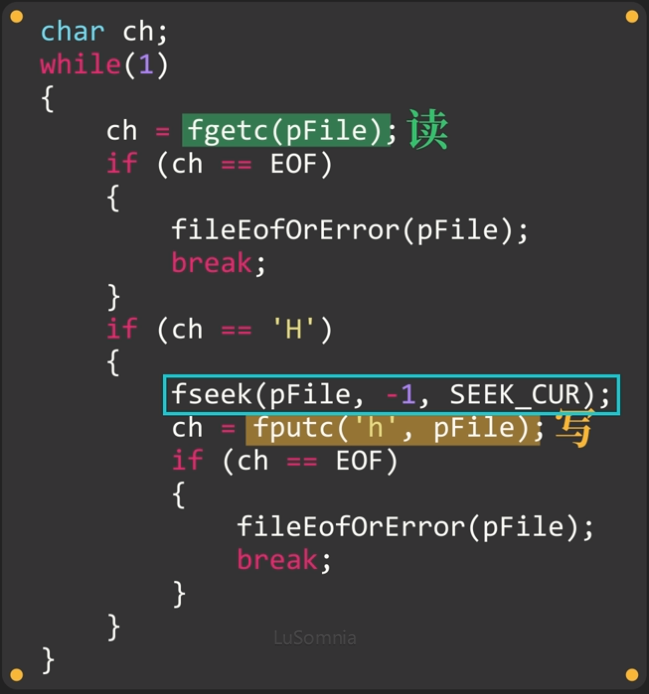 char ch;
while(1)
{
    ch = fgetc(pFile); 读
    if (ch == EOF)
    {
        fileEofOrError(pFile);
        break;
    }
    if (ch == 'H')
    {
        fseek(pFile, -1, SEEK_CUR);
        ch = fputc('h', pFile); 写
        if (ch == EOF)
        {
            fileEofOrError(pFile);
            break;
        }
    }
LuSomnia
}